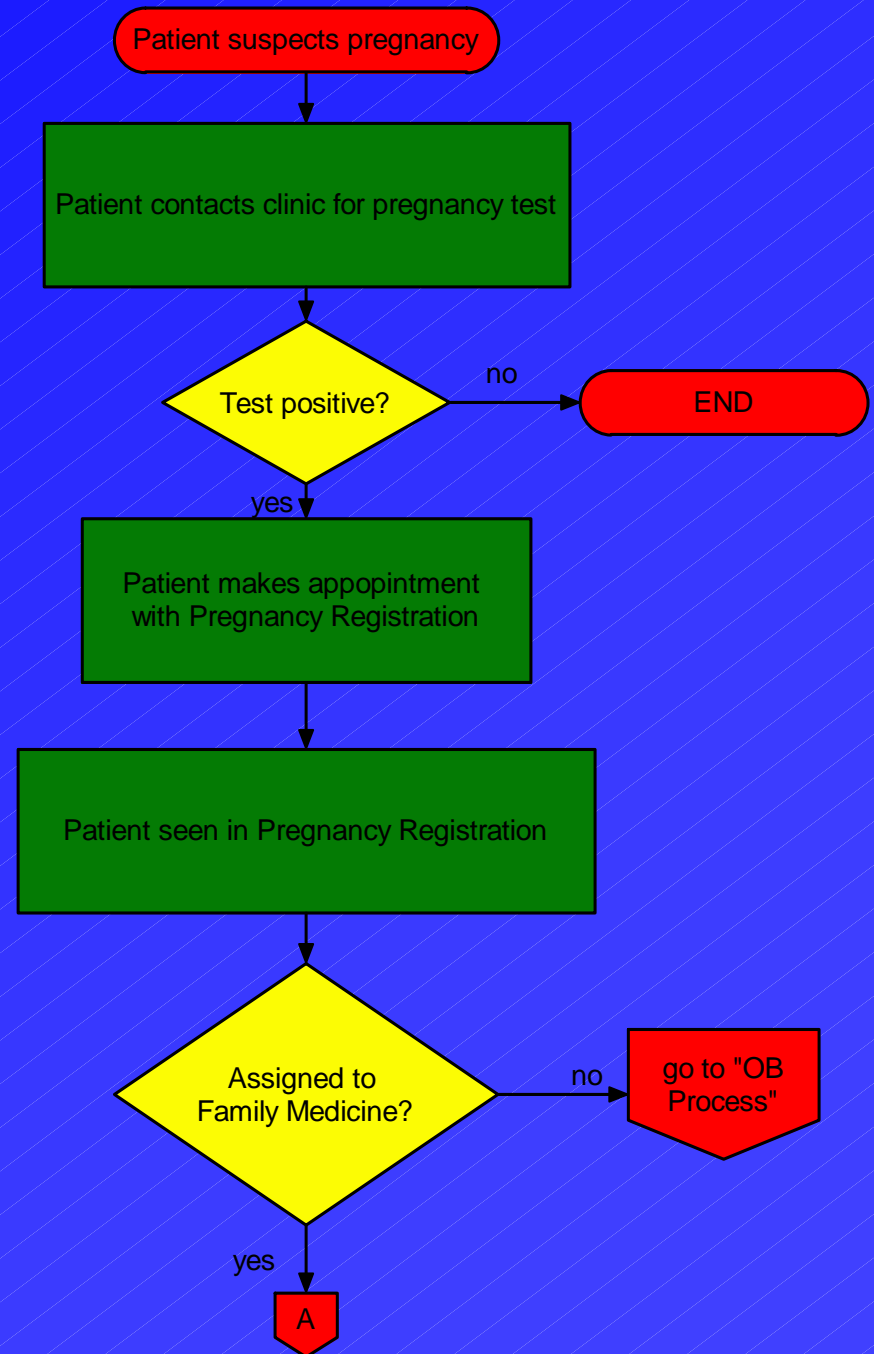 Patient suspects pregnancy
Patient contacts clinic for pregnancy test
Test positive?
no
END
yes
Patient makes appopintment
with Pregnancy Registration
Patient seen in Pregnancy Registration
Assigned to
Family Medicine?
no
go to "OB
Process"
yes
A